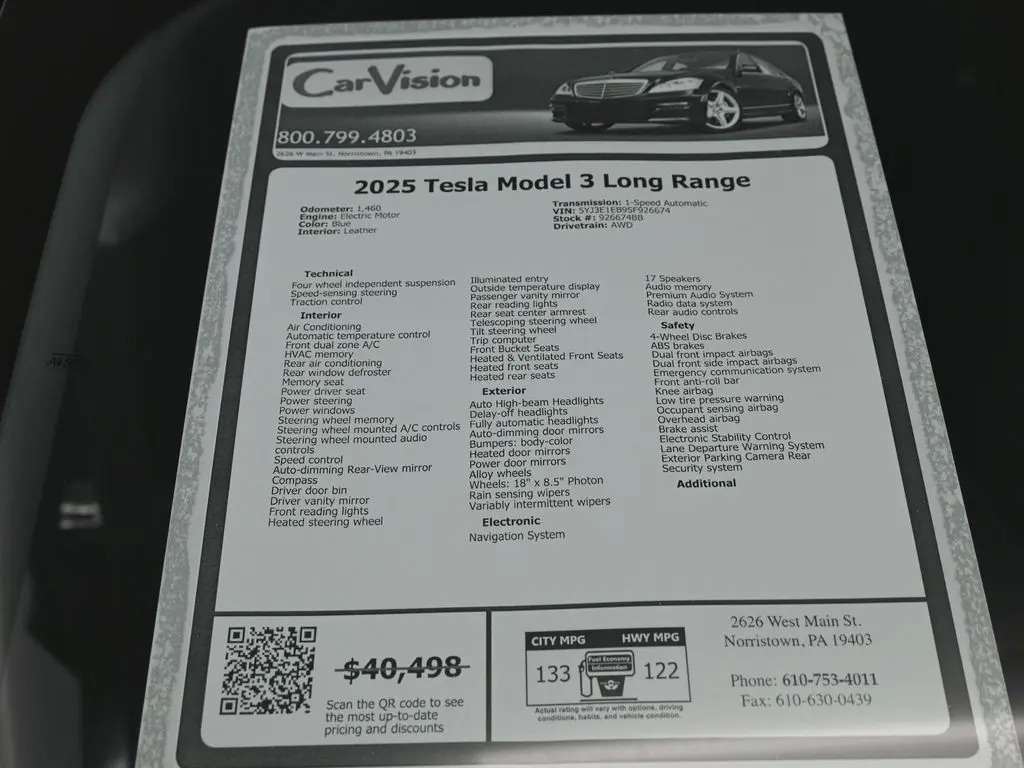 CarVision
800.799.4803
2626 W Main St, Norristown, PA 19403
2025 Tesla Model 3 Long Range
Odometer: 1,460
Engine: Electric Motor
Color: Blue
Interior: Leather
Transmission: 1-Speed Automatic
VIN: 5YJ3E1EB9SF926674
Stock #: 926674BB
Drivetrain: AWD
Technical
Four wheel independent suspension
Speed-sensing steering
Traction control
Interior
Air Conditioning
Automatic temperature control
Front dual zone A/C
HVAC memory
Rear air conditioning
Rear window defroster
Memory seat
Power driver seat
Power steering
Power windows
Steering wheel memory
Steering wheel mounted A/C controls
Steering wheel mounted audio
controls
Speed control
Auto-dimming Rear-View mirror
Compass
Driver door bin
Driver vanity mirror
Front reading lights
Heated steering wheel
Illuminated entry
Outside temperature display
Passenger vanity mirror
Rear reading lights
Rear seat center armrest
Telescoping steering wheel
Tilt steering wheel
Trip computer
Front Bucket Seats
Heated & Ventilated Front Seats
Heated front seats
Heated rear seats
Exterior
Auto High-beam Headlights
Delay-off headlights
Fully automatic headlights
Auto-dimming door mirrors
Bumpers: body-color
Heated door mirrors
Power door mirrors
Alloy wheels
Wheels: 18" x 8.5" Photon
Rain sensing wipers
Variably intermittent wipers
Electronic
Navigation System
17 Speakers
Audio memory
Premium Audio System
Radio data system
Rear audio controls
Safety
4-Wheel Disc Brakes
ABS brakes
Dual front impact airbags
Dual front side impact airbags
Emergency communication system
Front anti-roll bar
Knee airbag
Low tire pressure warning
Occupant sensing airbag
Overhead airbag
Brake assist
Electronic Stability Control
Lane Departure Warning System
Exterior Parking Camera Rear
Security system
Additional
$40,498
Scan the QR code to see
the most up-to-date
pricing and discounts
CITY MPG
HWY MPG
133
Fuel Economy
Information
122
Actual rating will vary with options, driving
conditions, habits, and vehicle condition.
2626 West Main St.
Norristown, PA 19403
Phone: 610-753-4011
Fax: 610-630-0439